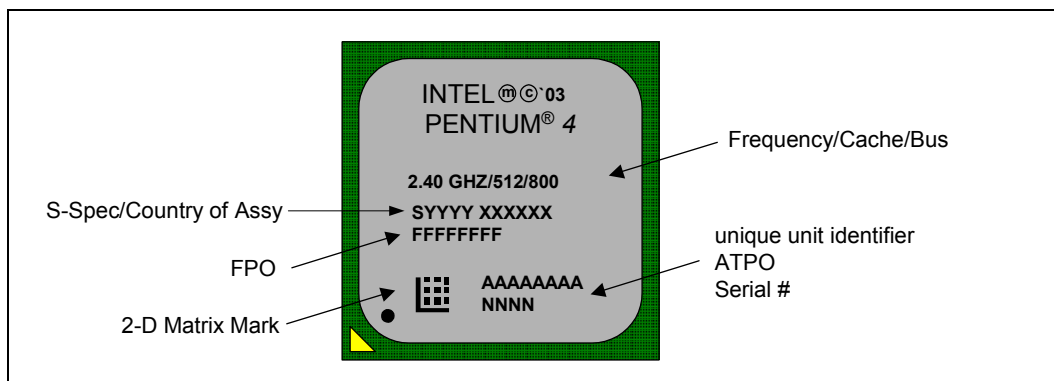 INTEL ⓜ ⓒ `03
PENTIUM® 4
Frequency/Cache/Bus
2.40 GHZ/512/800
S-Spec/Country of Assy
SYYYY XXXXXX
FFFFFFFF
FPO
unique unit identifier
ATPO
Serial #
AAAAAAAA
NNNN
2-D Matrix Mark